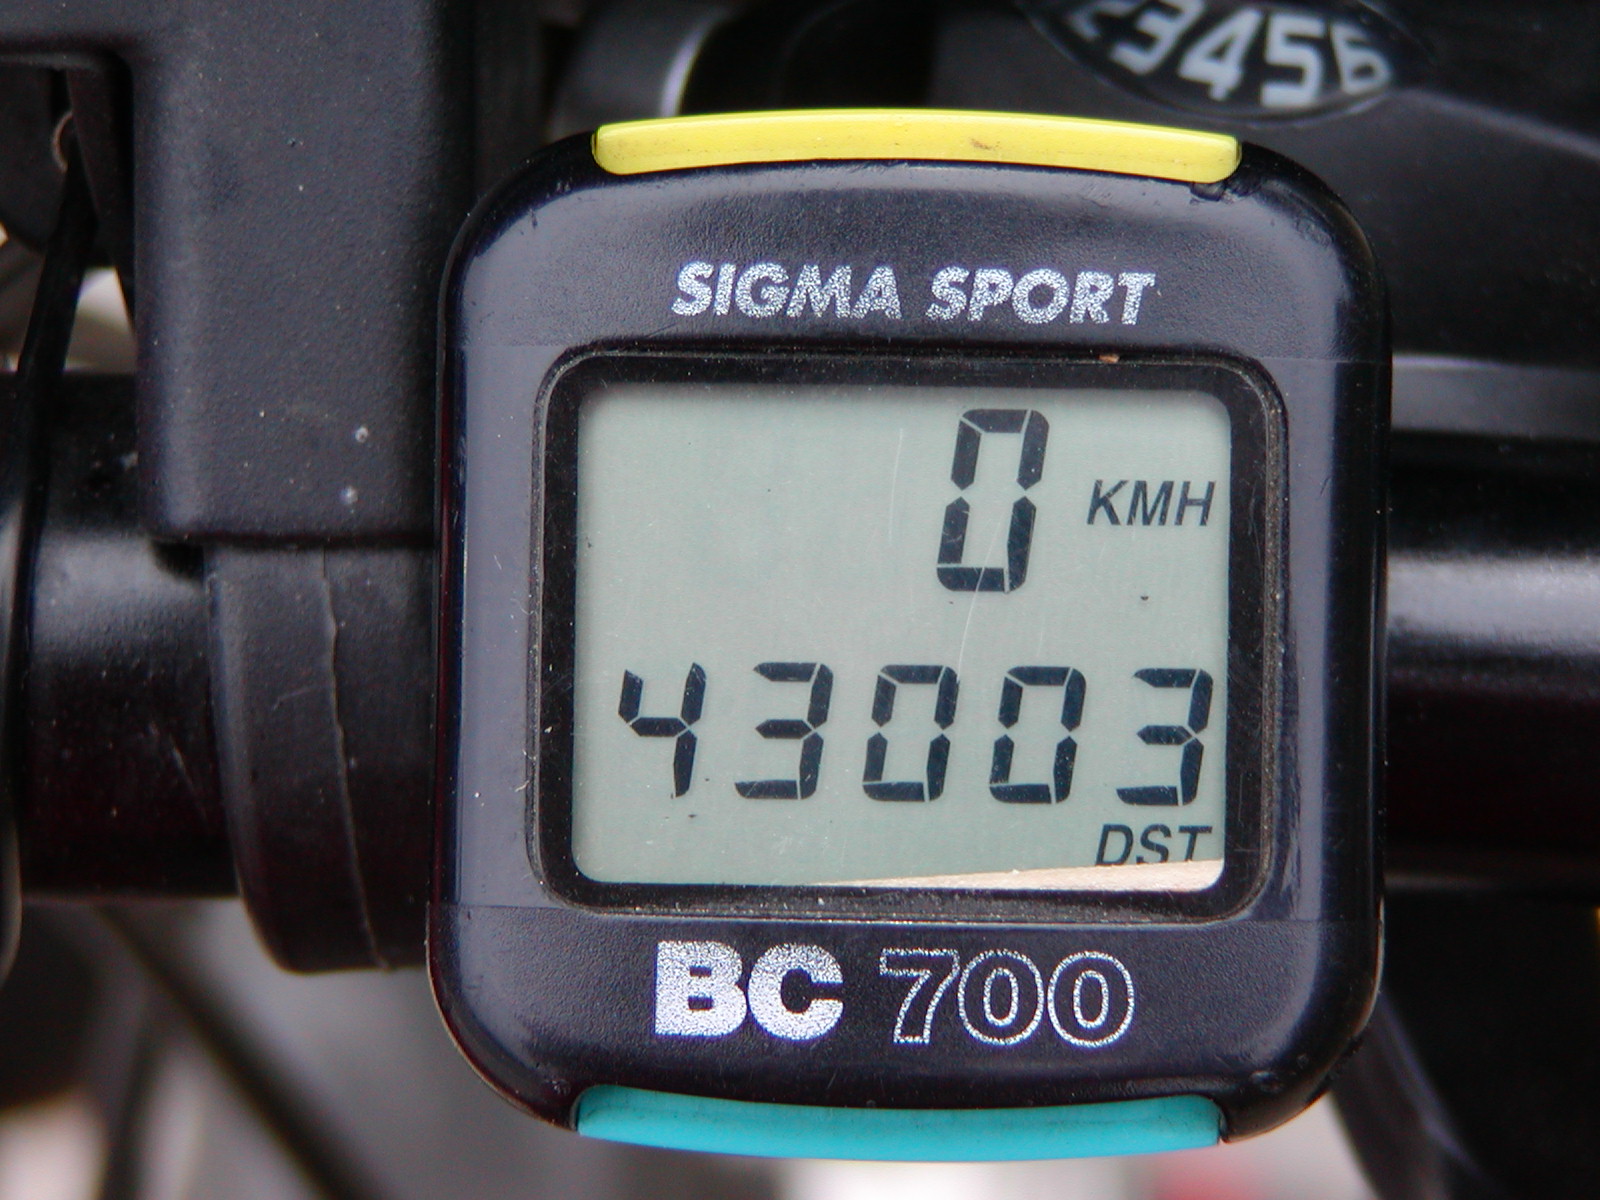 23456
SIGMA SPORT
0 KMH
43003
DST
BC 700